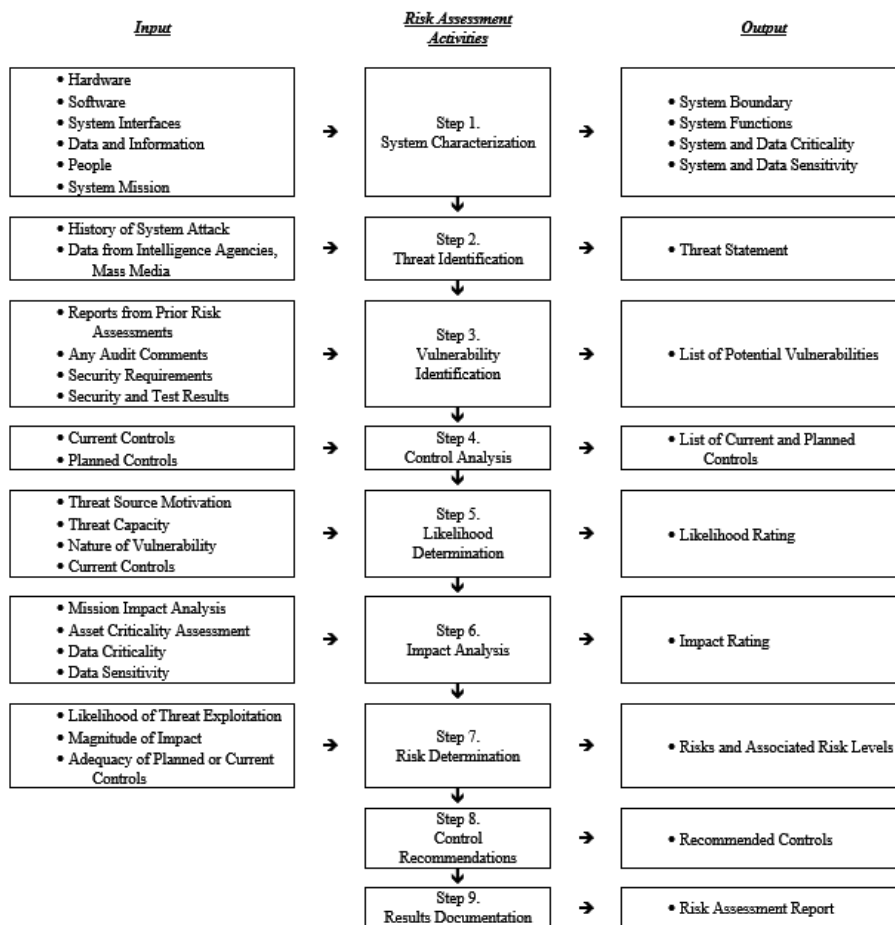 Input
Risk Assessment
Activities
Output
• Hardware
• Software
• System Interfaces
• Data and Information
• People
• System Mission
Step 1.
System Characterization
• System Boundary
• System Functions
• System and Data Criticality
• System and Data Sensitivity
• History of System Attack
• Data from Intelligence Agencies,
Mass Media
Step 2.
Threat Identification
• Threat Statement
• Reports from Prior Risk
Assessments
• Any Audit Comments
• Security Requirements
• Security and Test Results
Step 3.
Vulnerability
Identification
• List of Potential Vulnerabilities
• Current Controls
• Planned Controls
Step 4.
Control Analysis
• List of Current and Planned
Controls
• Threat Source Motivation
• Threat Capacity
• Nature of Vulnerability
• Current Controls
Step 5.
Likelihood
Determination
• Likelihood Rating
• Mission Impact Analysis
• Asset Criticality Assessment
• Data Criticality
• Data Sensitivity
Step 6.
Impact Analysis
• Impact Rating
• Likelihood of Threat Exploitation
• Magnitude of Impact
• Adequacy of Planned or Current
Controls
Step 7.
Risk Determination
• Risks and Associated Risk Levels
Step 8.
Control
Recommendations
• Recommended Controls
Step 9.
Results Documentation
• Risk Assessment Report